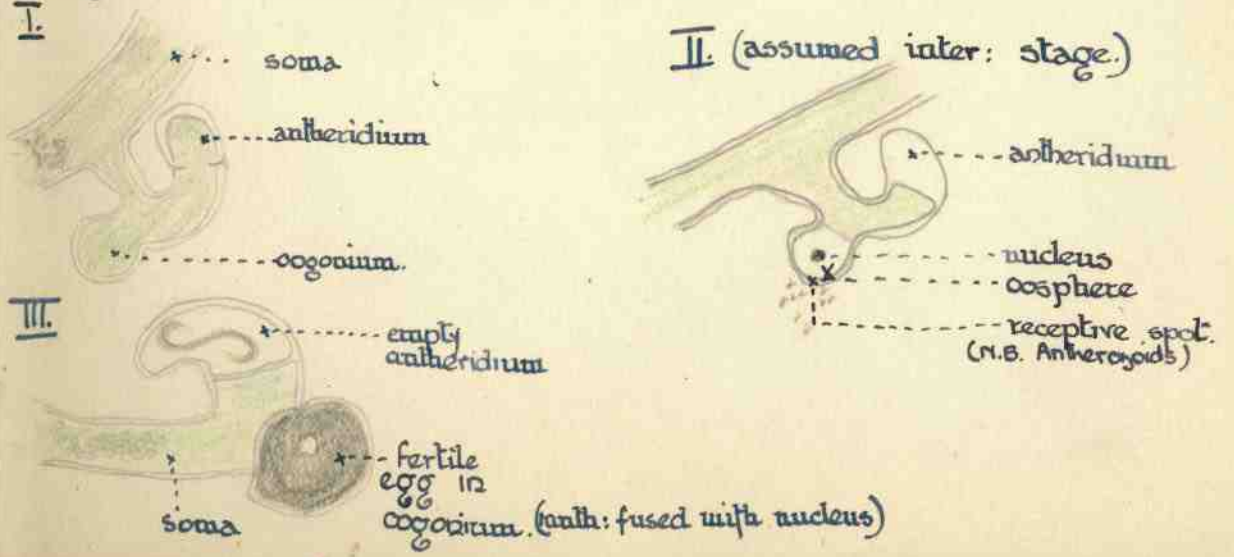 I.
soma
antheridium
oogonium.
II. (assumed inter: stage.)
antheridium
nucleus
oosphere
receptive spot.
(N.B. Antherozoids)
III.
empty
antheridium
fertile
egg in
oogonium. (anth: fused with nucleus)
soma